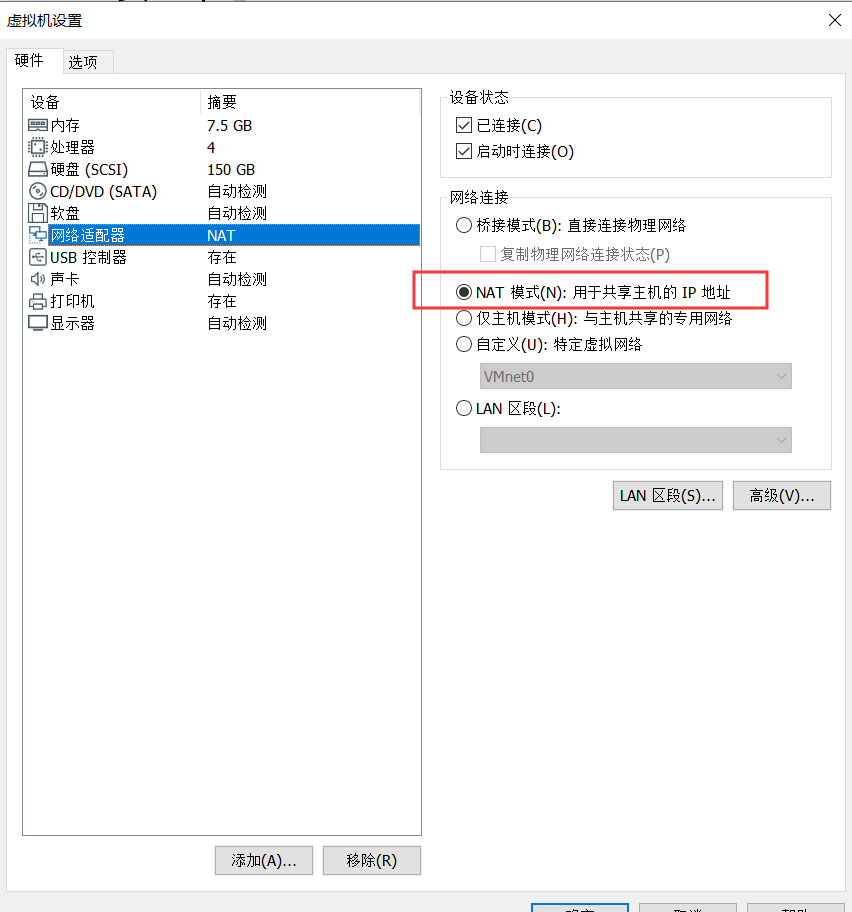 虚拟机设置
硬件 选项
设备 摘要
内存 7.5 GB
处理器 4
硬盘 (SCSI) 150 GB
CD/DVD (SATA) 自动检测
软盘 自动检测
网络适配器 NAT
USB 控制器 存在
声卡 自动检测
打印机 存在
显示器 自动检测
添加(A)... 移除(R)
设备状态
已连接(C)
启动时连接(O)
网络连接
桥接模式(B): 直接连接物理网络
复制物理网络连接状态(P)
NAT 模式(N): 用于共享主机的 IP 地址
仅主机模式(H): 与主机共享的专用网络
自定义(U): 特定虚拟网络
VMnet0
LAN 区段(L):
LAN 区段(S)... 高级(V)...